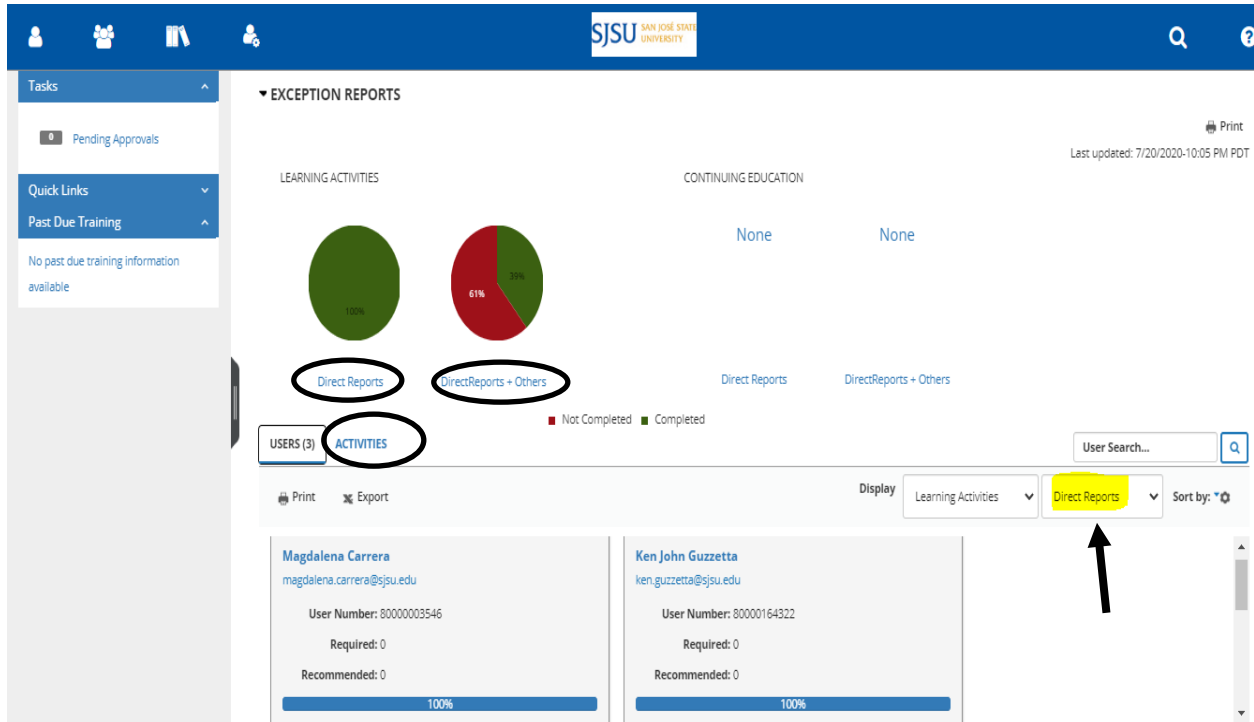 SJSU SAN JOSÉ STATE
UNIVERSITY
Tasks
0 Pending Approvals
Quick Links
Past Due Training
No past due training information
available
EXCEPTION REPORTS
Print
Last updated: 7/20/2020-10:05 PM PDT
LEARNING ACTIVITIES
CONTINUING EDUCATION
100%
61%
39%
None
None
Direct Reports
DirectReports + Others
Direct Reports
DirectReports + Others
Not Completed Completed
USERS (3) ACTIVITIES
User Search...
Print Export
Display Learning Activities Direct Reports Sort by:
Magdalena Carrera
magdalena.carrera@sjsu.edu
User Number: 80000003546
Required: 0
Recommended: 0
100%
Ken John Guzzetta
ken.guzzetta@sjsu.edu
User Number: 80000164322
Required: 0
Recommended: 0
100%